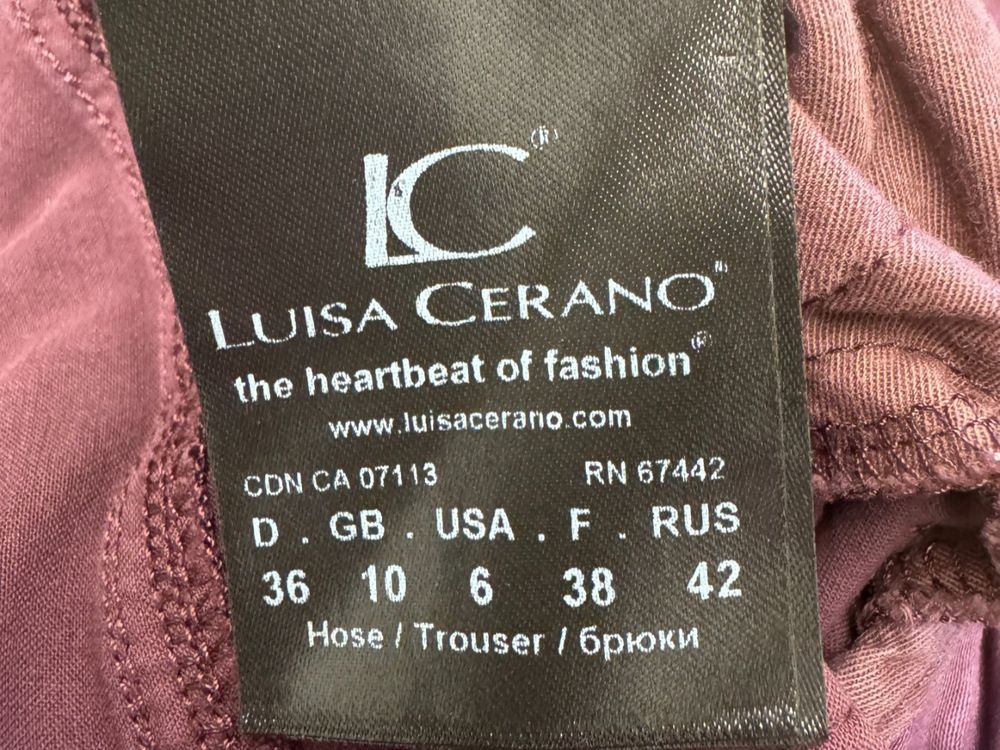 LC®
LUISA CERANO®
the heartbeat of fashion®
www.luisacerano.com
CDN CA 07113 RN 67442
D . GB . USA . F . RUS
36 10 6 38 42
Hose / Trouser / брюки